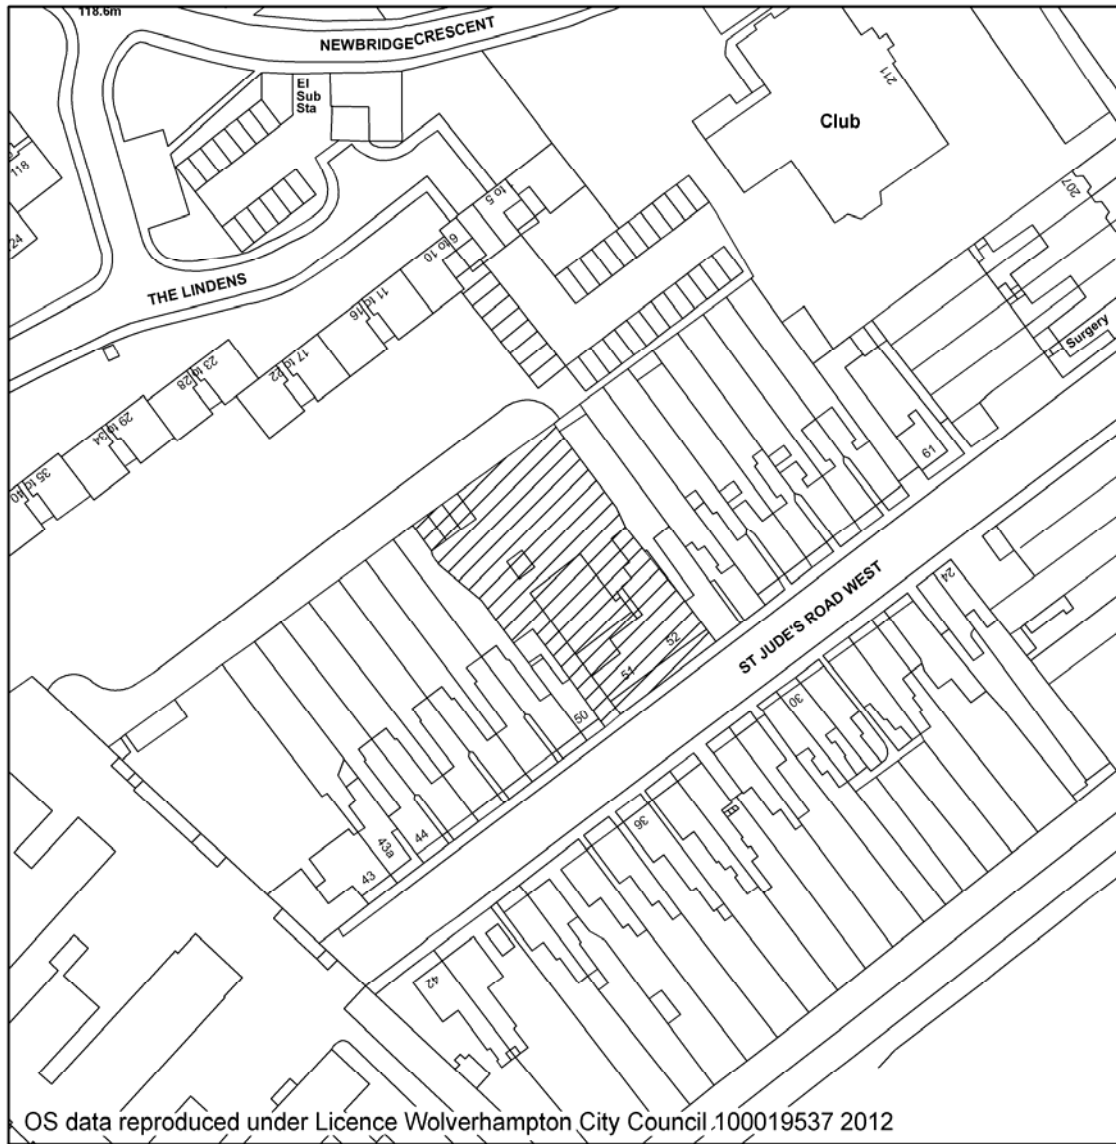 118.6m
NEWBRIDGE CRESCENT
El
Sub
Sta
211
Club
118
24
to 5
6 to 10
207
THE LINDENS
11 to 16
17 to 22
23 to 28
29 to 34
35 to
Surgery
61
ST JUDE'S ROAD WEST
24
52
51
50
30
36
44
43a
43
42
OS data reproduced under Licence Wolverhampton City Council 100019537 2012